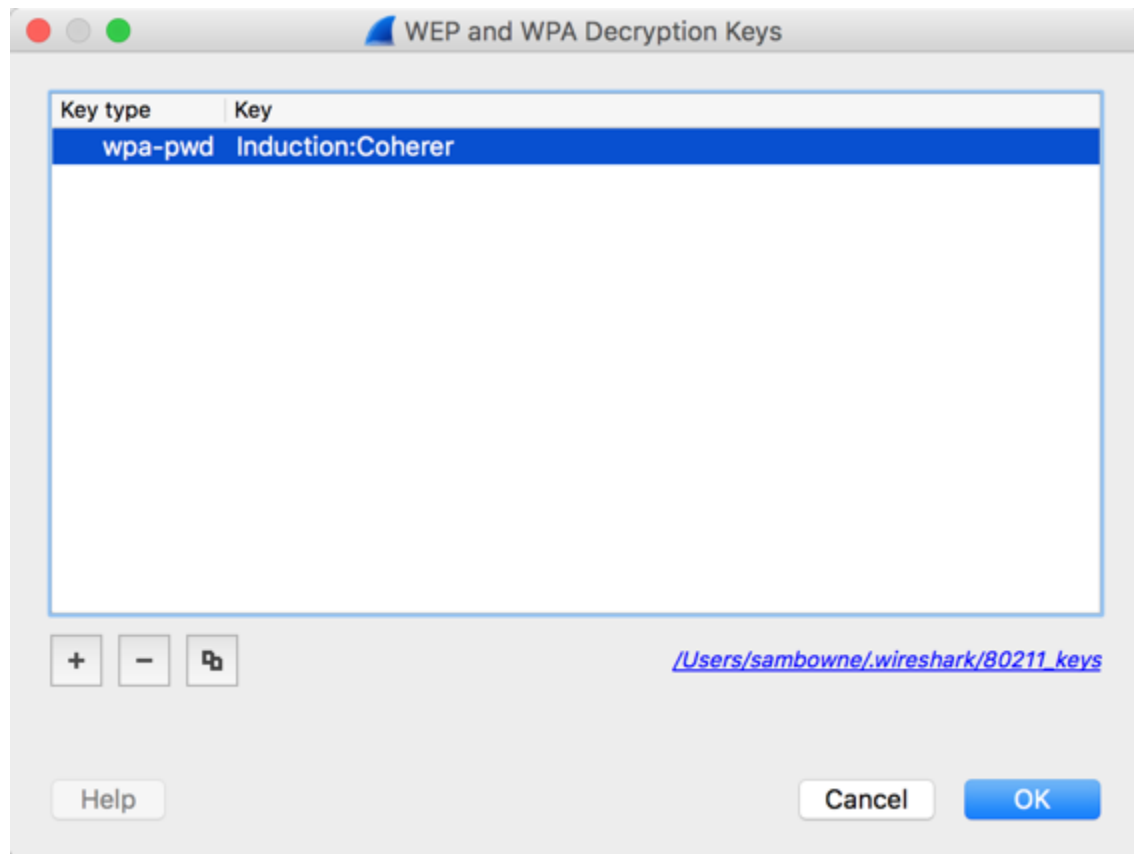 WEP and WPA Decryption Keys
Key type Key
wpa-pwd Induction:Coherer
+ −
/Users/sambowne/.wireshark/80211_keys
Help Cancel OK